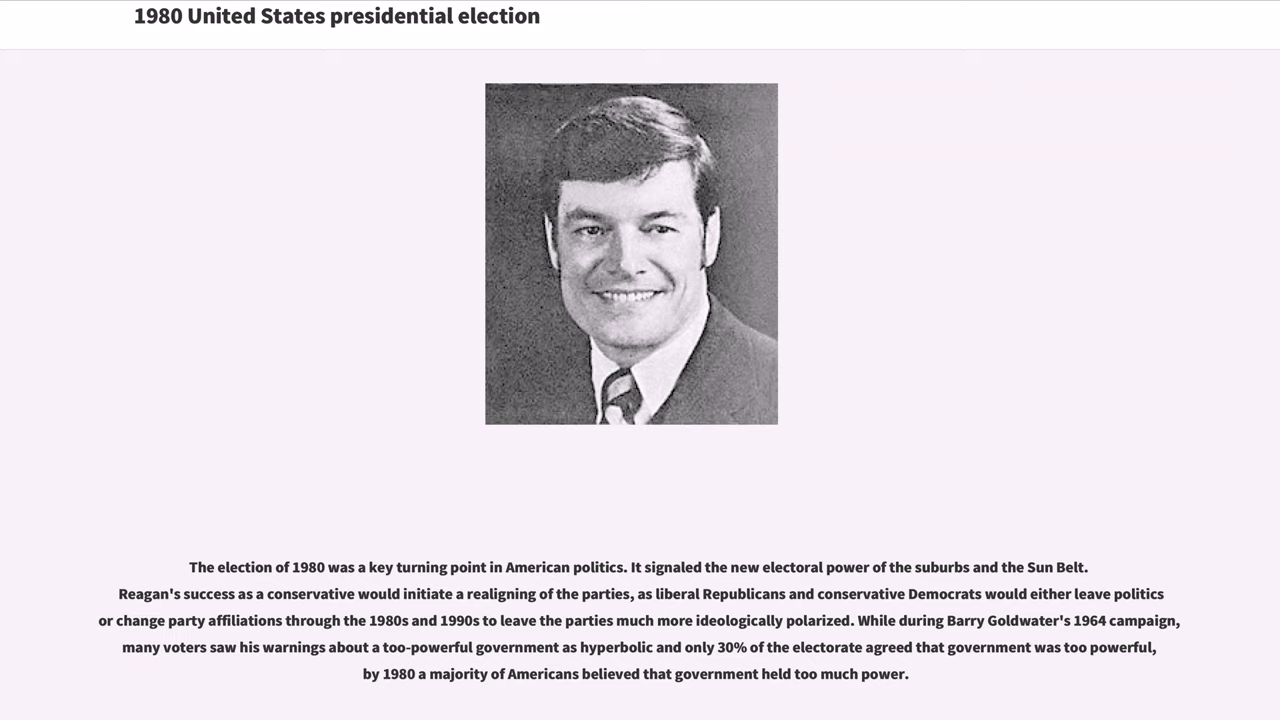 1980 United States presidential election
The election of 1980 was a key turning point in American politics. It signaled the new electoral power of the suburbs and the Sun Belt.
Reagan's success as a conservative would initiate a realigning of the parties, as liberal Republicans and conservative Democrats would either leave politics
or change party affiliations through the 1980s and 1990s to leave the parties much more ideologically polarized. While during Barry Goldwater's 1964 campaign,
many voters saw his warnings about a too-powerful government as hyperbolic and only 30% of the electorate agreed that government was too powerful,
by 1980 a majority of Americans believed that government held too much power.